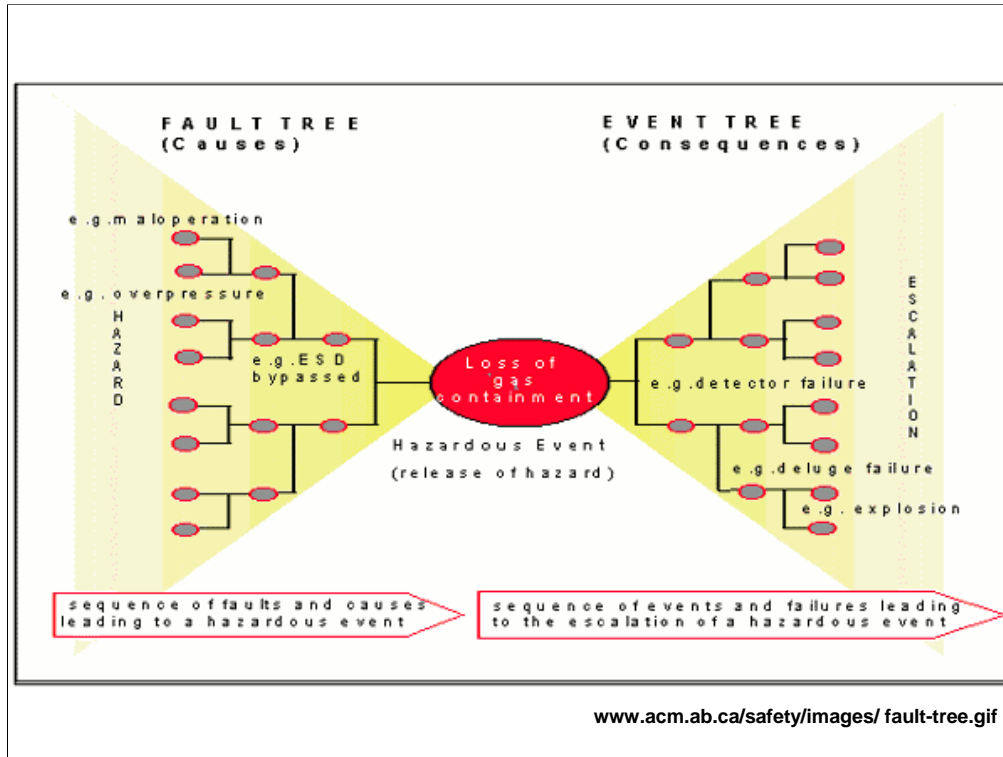 FAULT TREE
(Causes)
EVENT TREE
(Consequences)
e.g.maloperation
e.g.overpressure
HAZARD
e.g.ESD
bypassed
Loss of
gas
containment
Hazardous Event
(release of hazard)
e.g.detector failure
e.g.deluge failure
e.g. explosion
ESCALATION
sequence of faults and causes
leading to a hazardous event
sequence of events and failures leading
to the escalation of a hazardous event
www.acm.ab.ca/safety/images/ fault-tree.gif